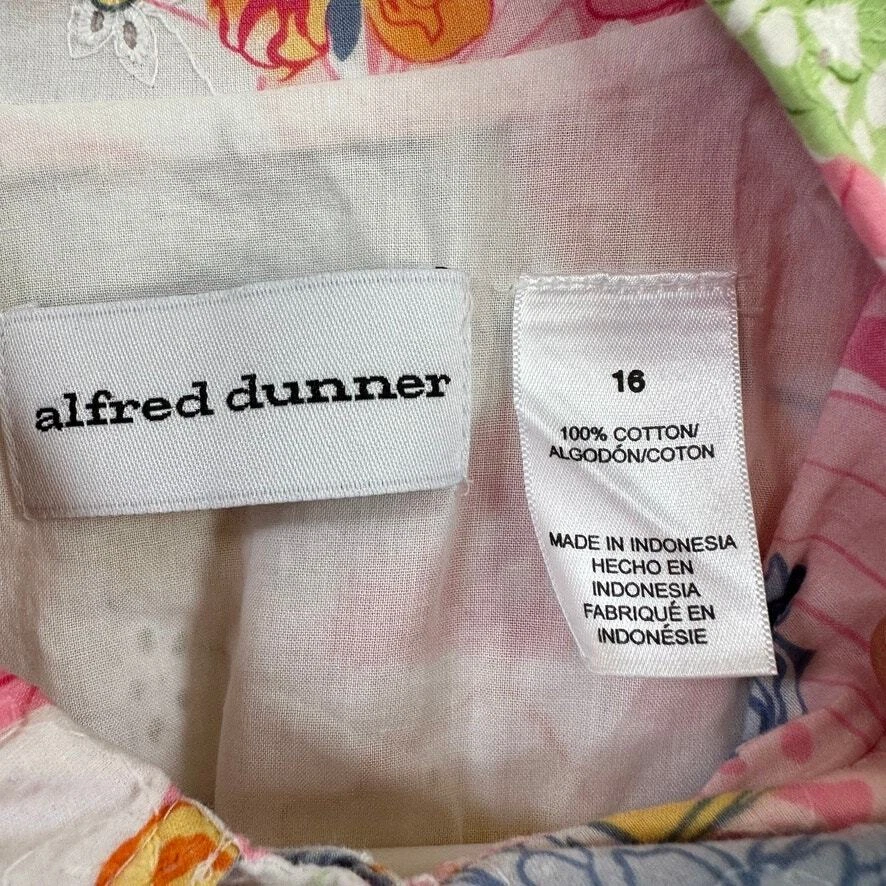 alfred dunner
16
100% COTTON/
ALGODÓN/COTON
MADE IN INDONESIA
HECHO EN
INDONESIA
FABRIQUÉ EN
INDONÉSIE